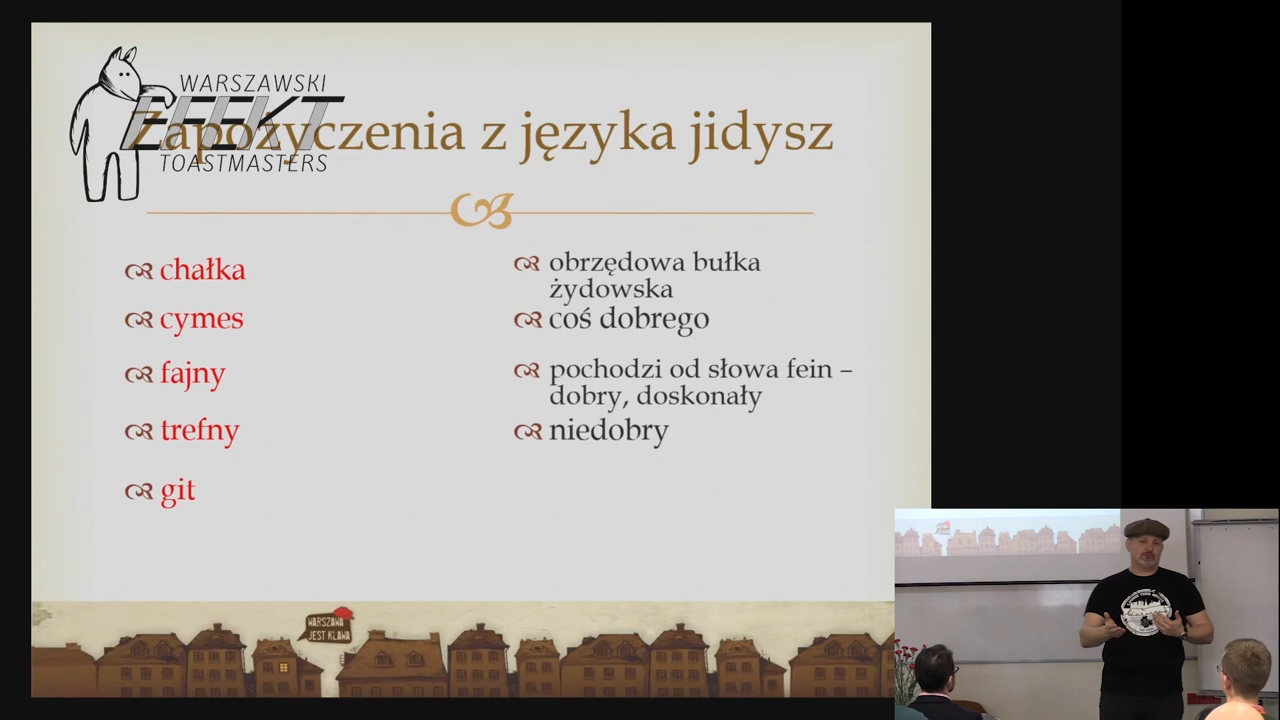 WARSZAWSKI
EFEKT
TOASTMASTERS
Zapożyczenia z języka jidysz
chałka
obrzędowa bułka
żydowska
cymes
coś dobrego
fajny
pochodzi od słowa fein –
dobry, doskonały
trefny
niedobry
git
WARSZAWA
JEST KLAWA